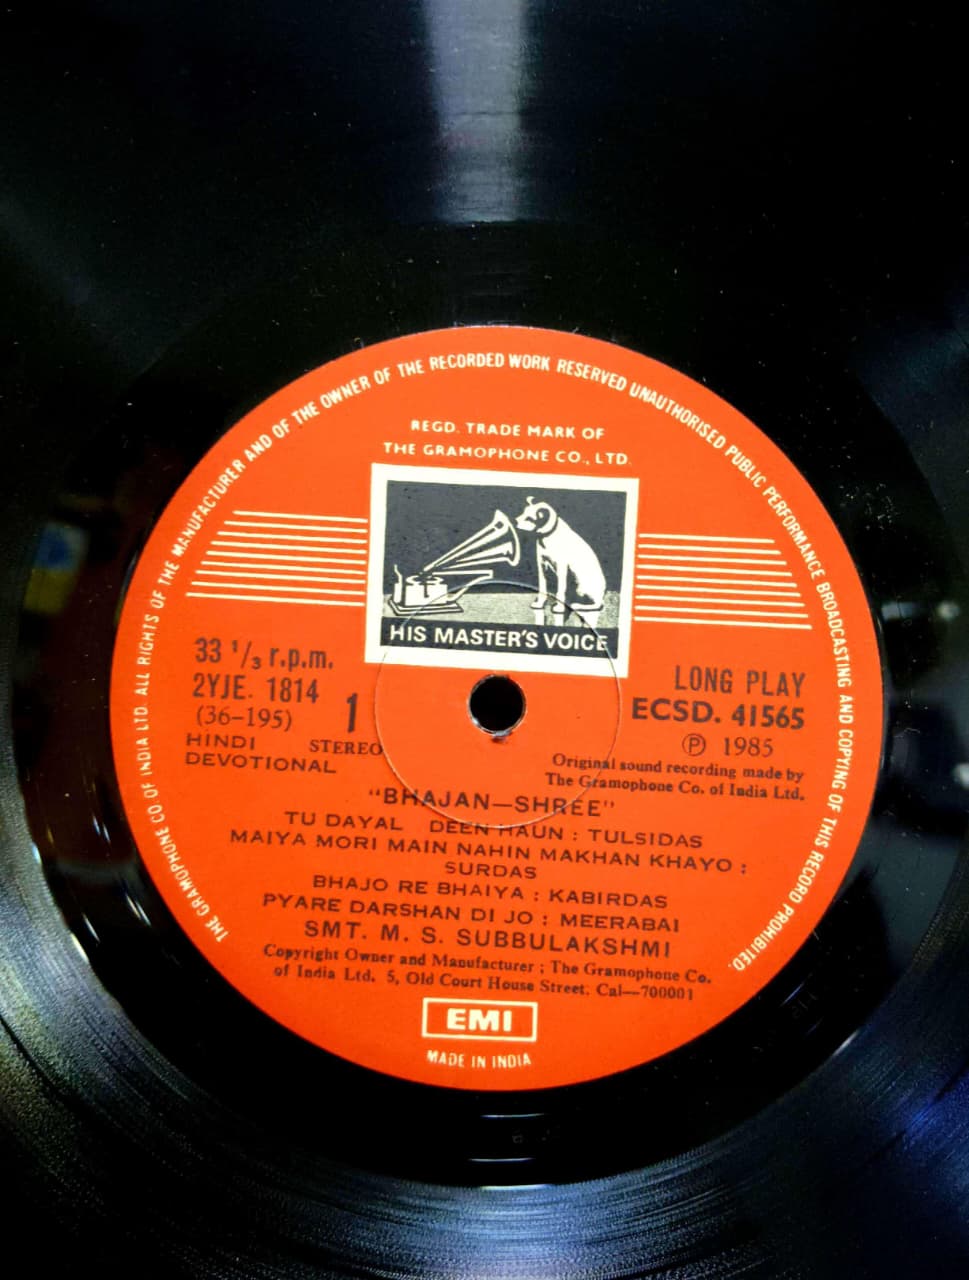 THE GRAMOPHONE CO. OF INDIA LTD. ALL RIGHTS OF THE MANUFACTURER AND OF THE OWNER OF THE RECORDED WORK RESERVED UNAUTHORISED PUBLIC PERFORMANCE BROADCASTING AND COPYING OF THIS RECORD PROHIBITED.
REGD. TRADE MARK OF
THE GRAMOPHONE CO., LTD.
HIS MASTER'S VOICE
33 1/3 r.p.m.
2YJE. 1814
(36-195)
1
HINDI STEREO
DEVOTIONAL
LONG PLAY
ECSD. 41565
Ⓟ 1985
Original sound recording made by
The Gramophone Co. of India Ltd.
"BHAJAN—SHREE"
TU DAYAL DEEN HAUN : TULSIDAS
MAIYA MORI MAIN NAHIN MAKHAN KHAYO :
SURDAS
BHAJO RE BHAIYA : KABIRDAS
PYARE DARSHAN DI JO : MEERABAI
SMT. M. S. SUBBULAKSHMI
Copyright Owner and Manufacturer ; The Gramophone Co.
of India Ltd. 5, Old Court House Street. Cal—700001
EMI
MADE IN INDIA